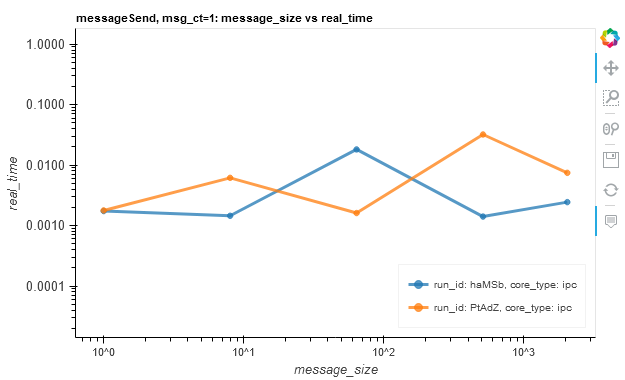 messageSend, msg_ct=1: message_size vs real_time
1.0000
0.1000
0.0100
0.0010
0.0001
real_time
10^0
10^1
10^2
10^3
message_size
run_id: haMSb, core_type: ipc
run_id: PtAdZ, core_type: ipc